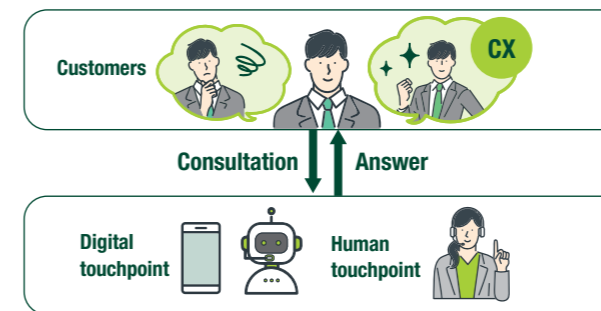 CX
Customers
Consultation
Answer
Digital
touchpoint
Human
touchpoint